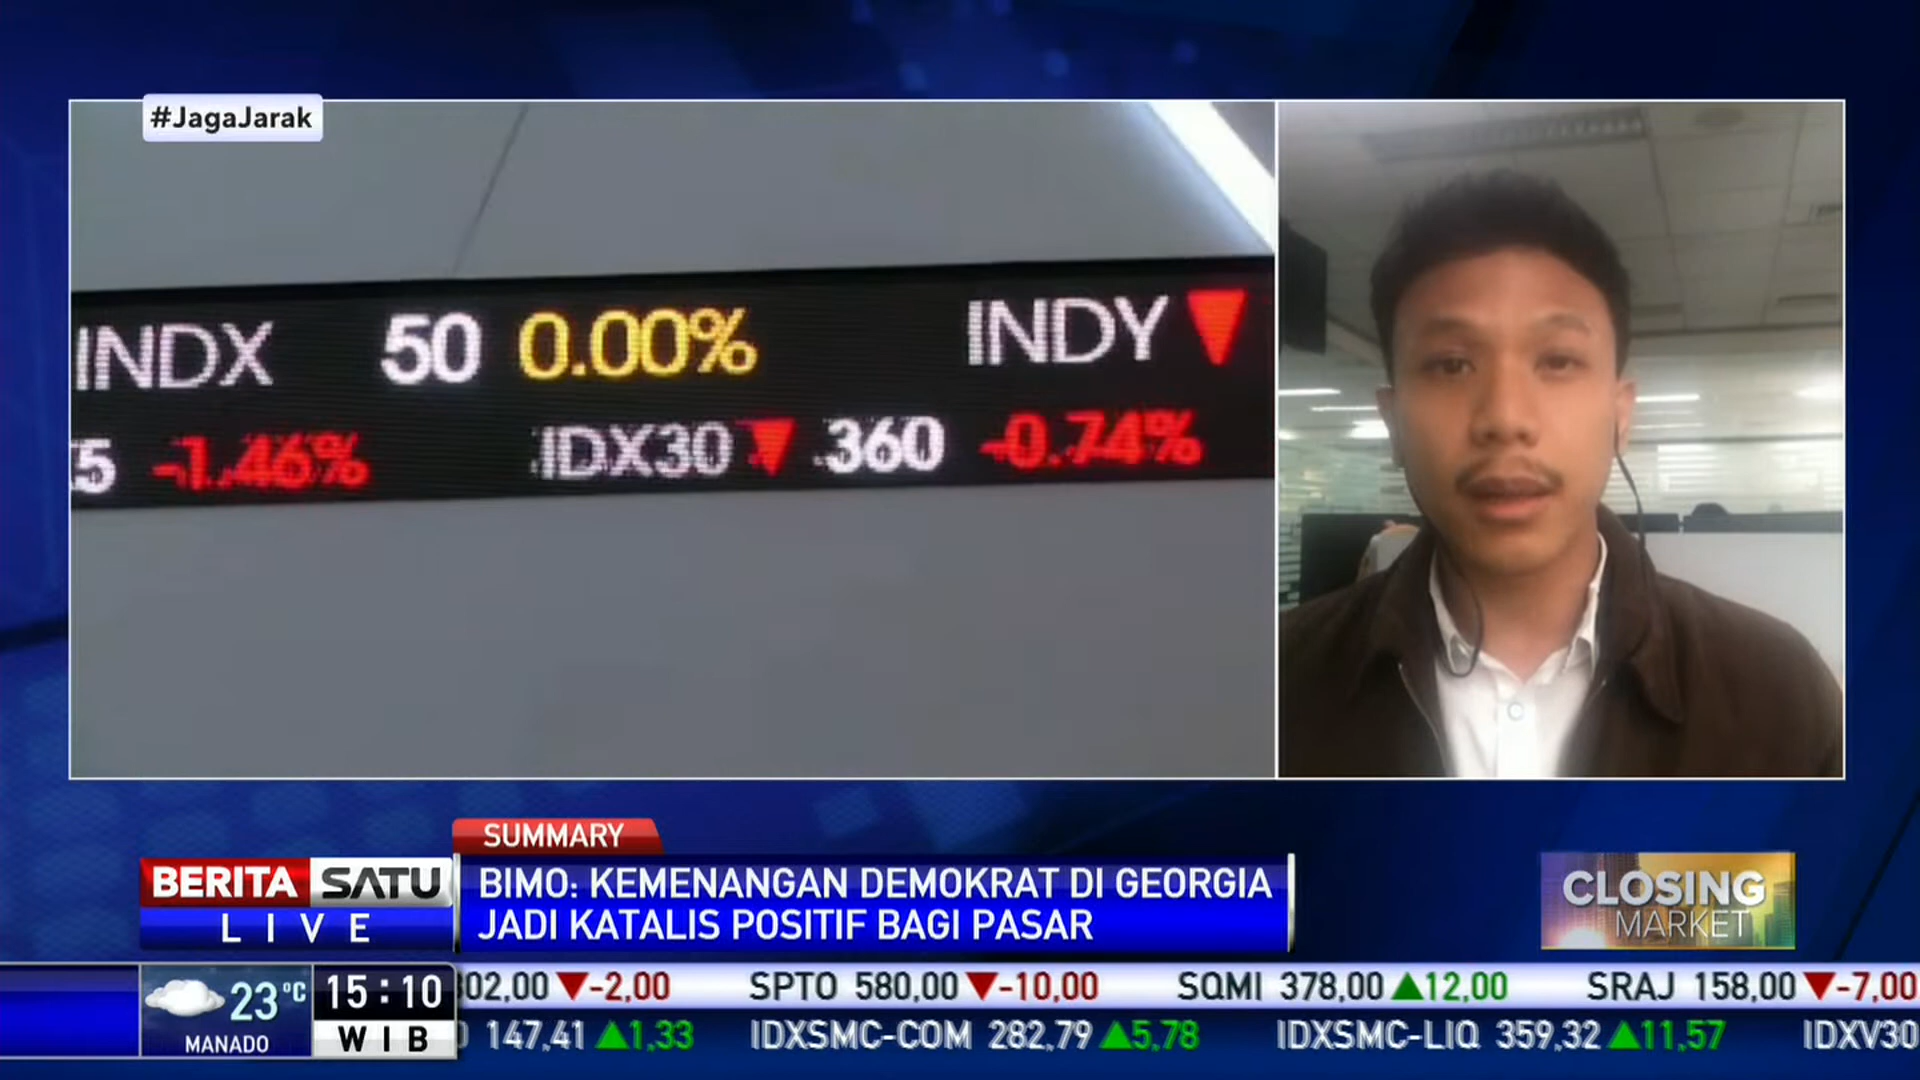 #JagaJarak
INDX 50 0.00% INDY ▼
5 -1.46% IDX30 ▼ 360 -0.74%
SUMMARY
BERITA SATU
LIVE
BIMO: KEMENANGAN DEMOKRAT DI GEORGIA
JADI KATALIS POSITIF BAGI PASAR
CLOSING
MARKET
23°C
MANADO
15:10
WIB
02,00 ▼-2,00 SPTO 580,00 ▼-10,00 SQMI 378,00 ▲12,00 SRAJ 158,00 ▼-7,00
147,41 ▲1,33 IDXSMC-COM 282,79 ▲5,78 IDXSMC-LIQ 359,32 ▲11,57 IDXV30